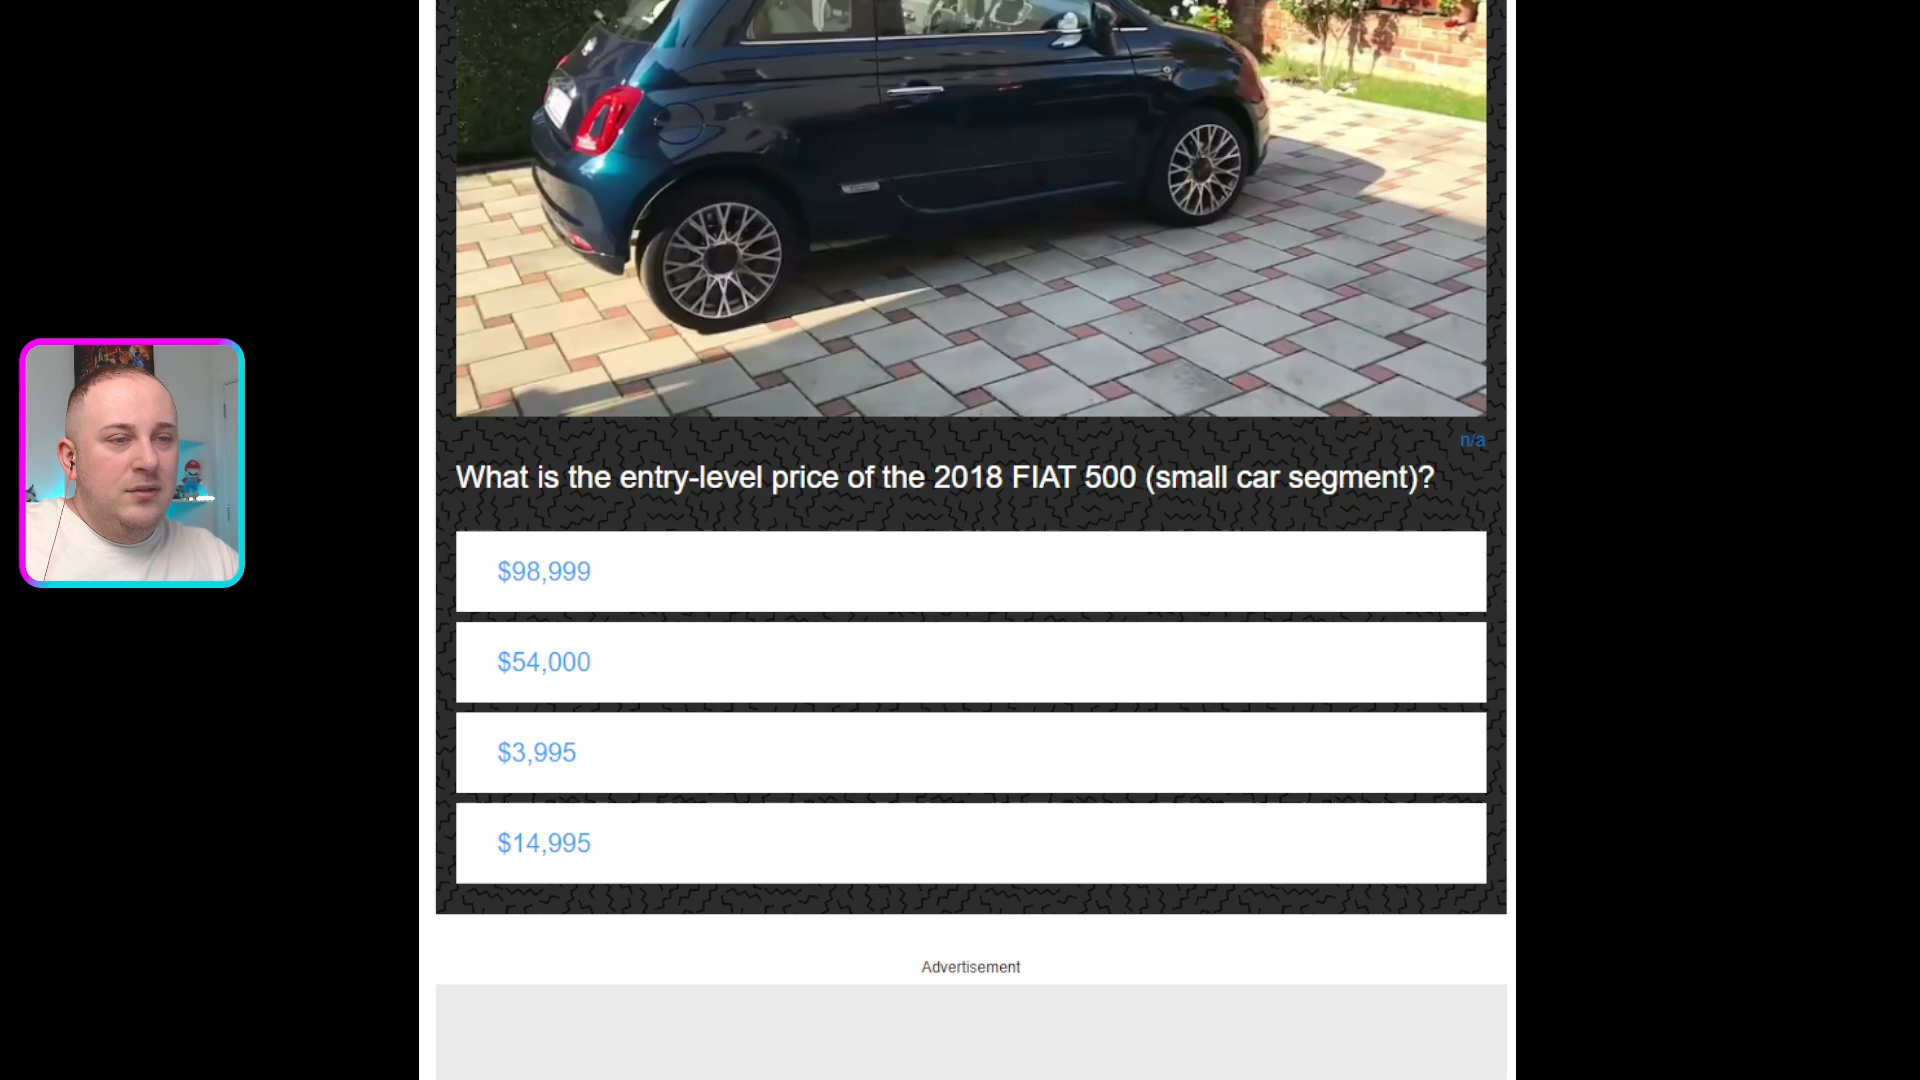 n/a
What is the entry-level price of the 2018 FIAT 500 (small car segment)?
$98,999
$54,000
$3,995
$14,995
Advertisement